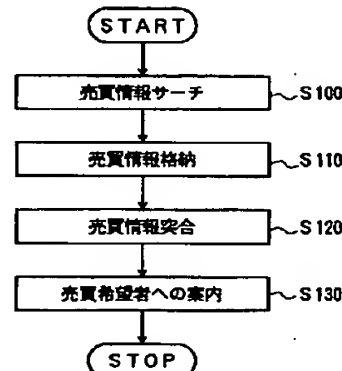 START
売買情報サーチ
S100
売買情報格納
S110
売買情報突合
S120
売買希望者への案内
S130
STOP